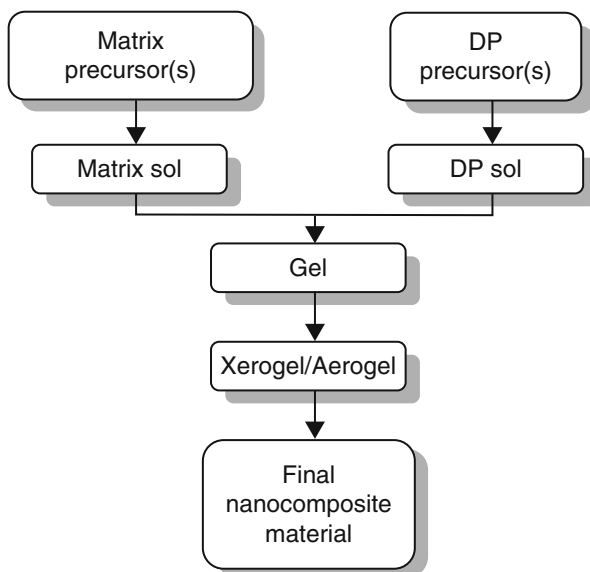 Matrix
precursor(s)
DP
precursor(s)
Matrix sol
DP sol
Gel
Xerogel/Aerogel
Final
nanocomposite
material